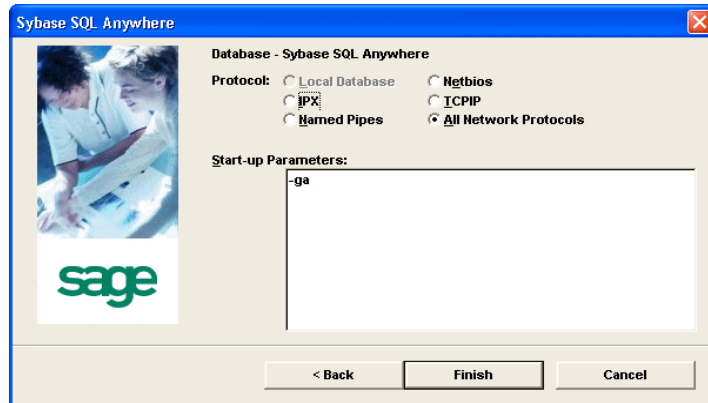 Sybase SQL Anywhere
Database - Sybase SQL Anywhere
Protocol: Local Database Netbios
IPX TCPIP
Named Pipes All Network Protocols
Start-up Parameters:
-ga
sage
< Back Finish Cancel